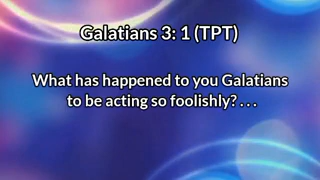 Galatians 3: 1 (TPT)
What has happened to you Galatians
to be acting so foolishly? . . .